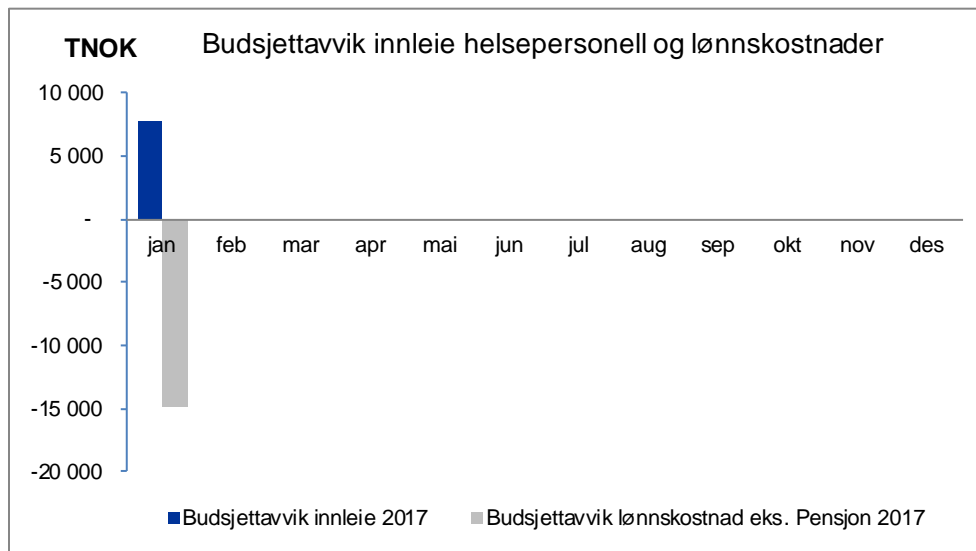 TNOK
Budsjettavvik innleie helsepersonell og lønnskostnader
10 000
5 000
-
-5 000
-10 000
-15 000
-20 000
jan feb mar apr mai jun jul aug sep okt nov des
Budsjettavvik innleie 2017 Budsjettavvik lønnskostnad eks. Pensjon 2017